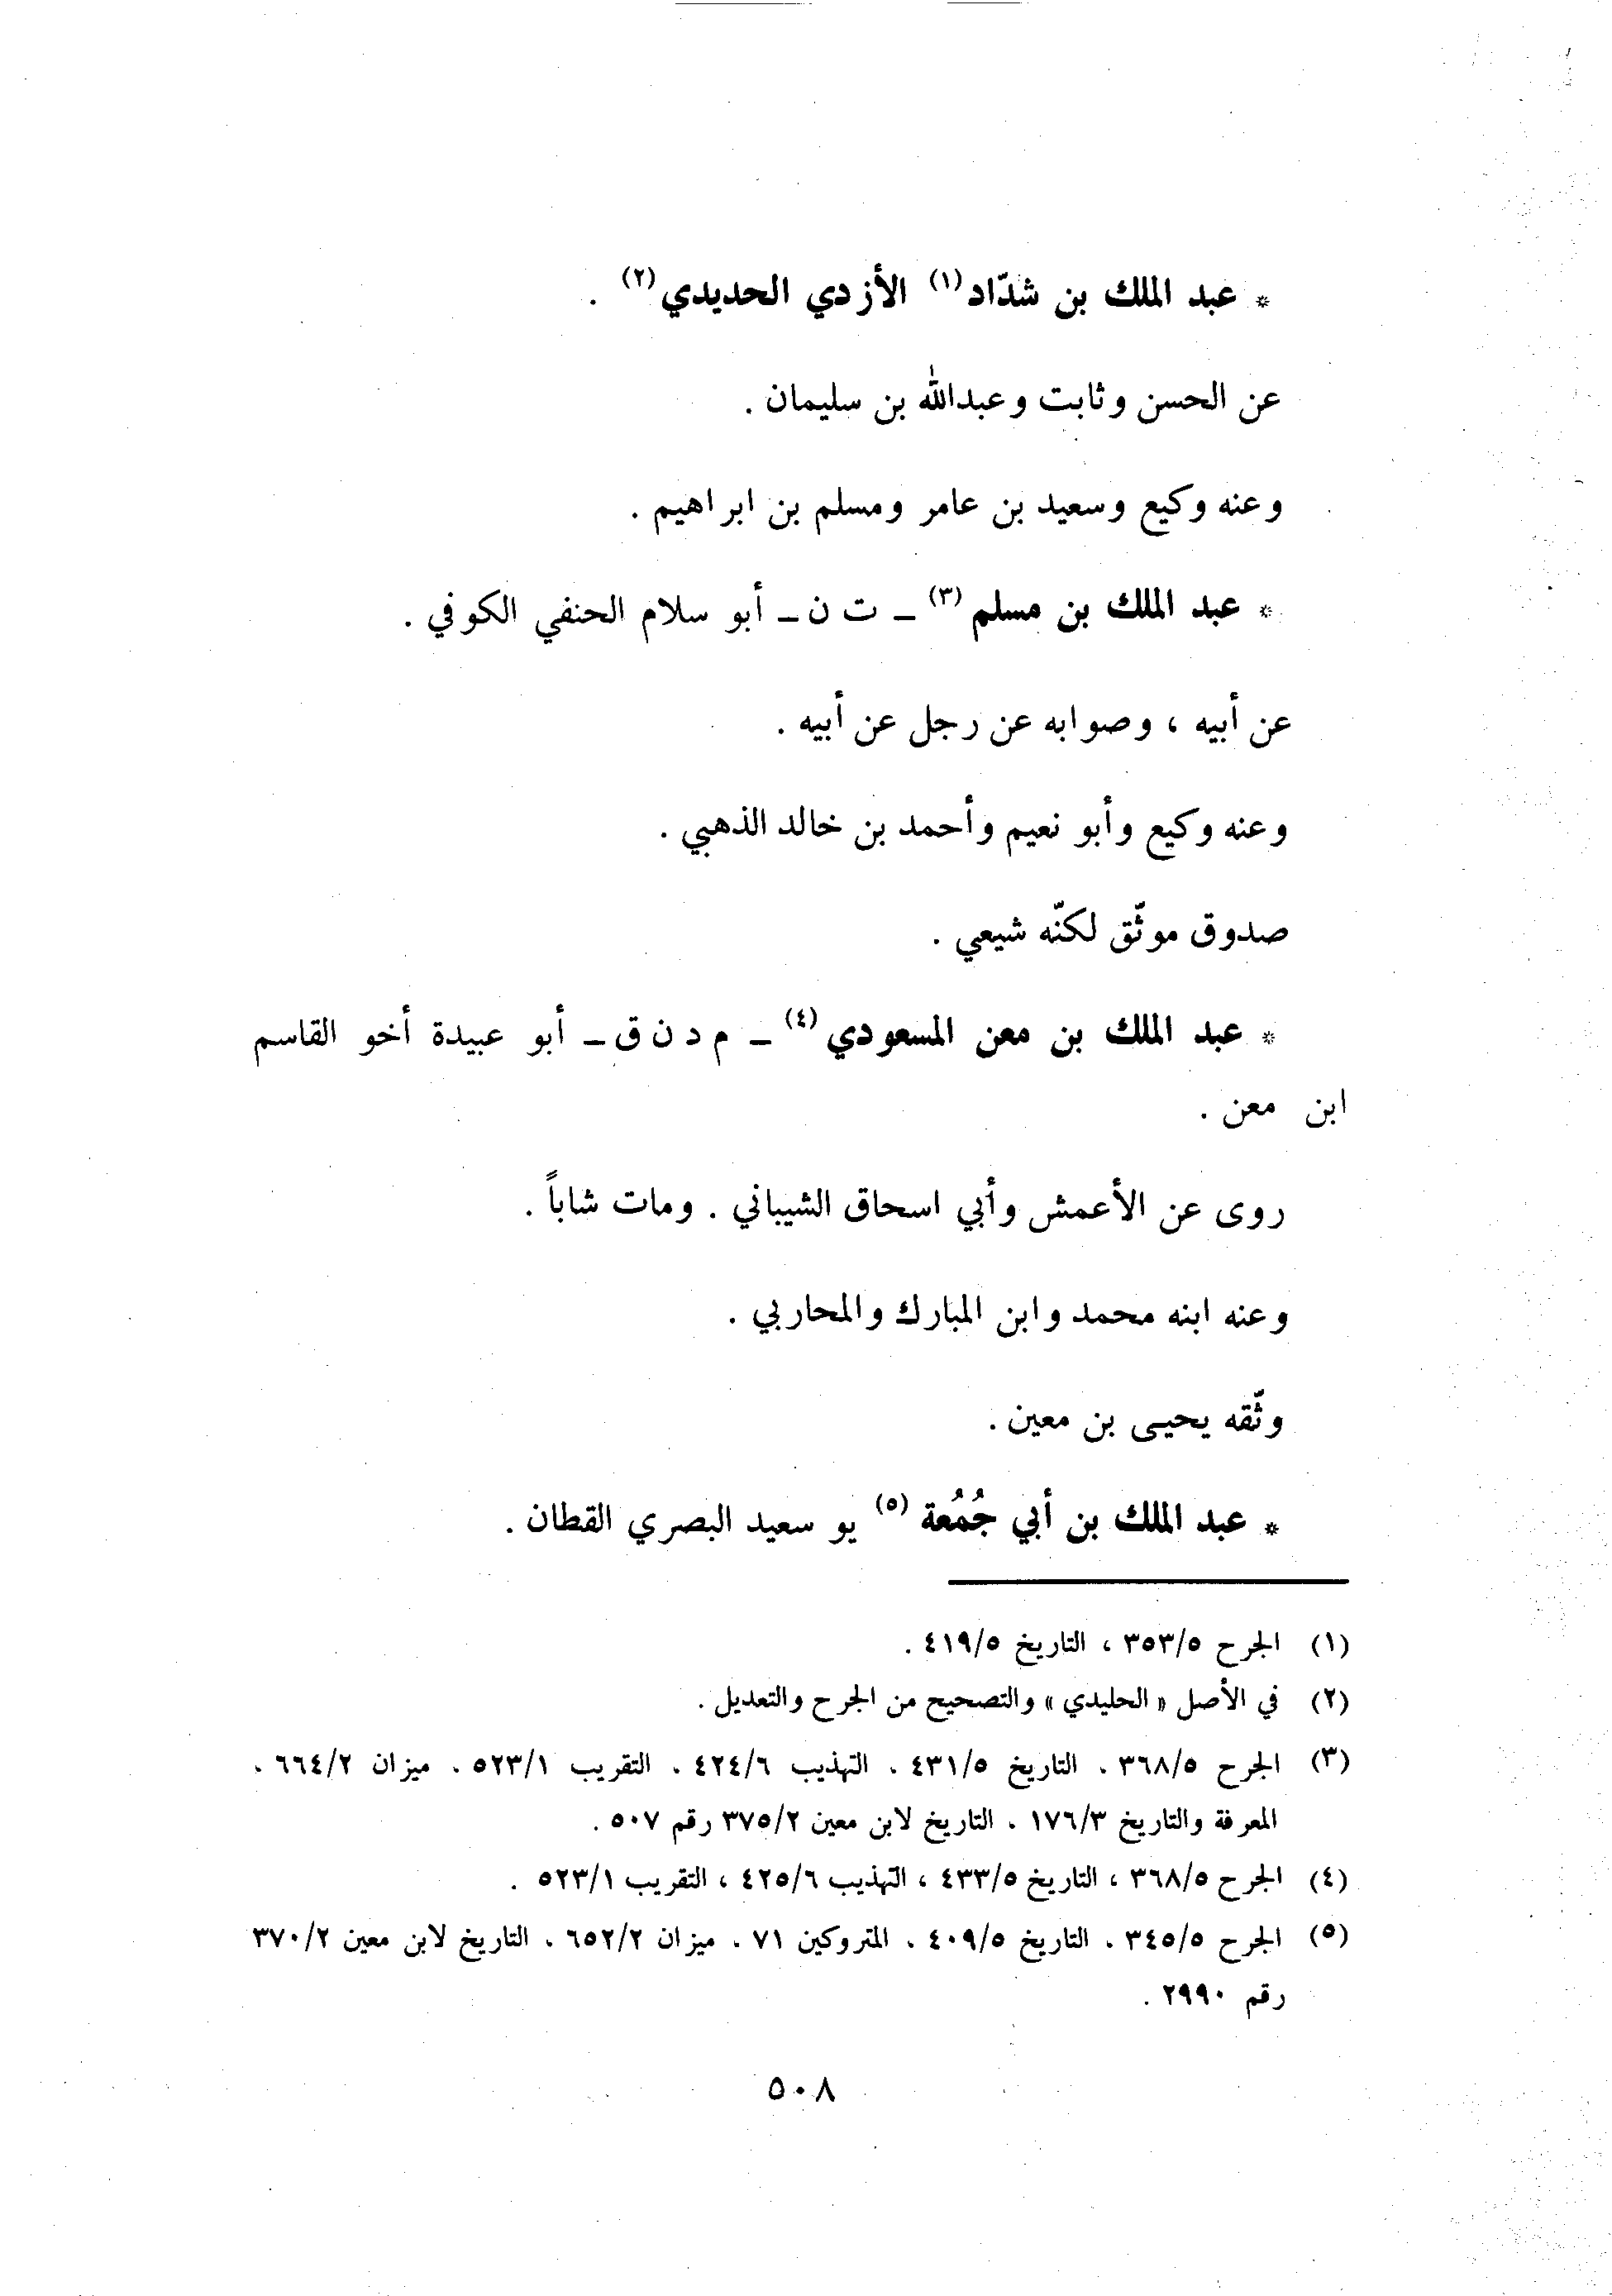 * عبد الملك بن شدّاد(١) الأزدي الحديدي(٢) .
عن الحسن وثابت وعبدالله بن سليمان .
وعنه وكيع وسعيد بن عامر ومسلم بن ابراهيم .
* عبد الملك بن مسلم(٣) ــ ت ن ــ أبو سلام الحنفي الكوفي .
عن أبيه ، وصوابه عن رجل عن أبيه .
وعنه وكيع وأبو نعيم وأحمد بن خالد الذهبي .
صدوق موثّق لكنّه شيعي .
* عبد الملك بن معن المسعودي(٤) ــ م د ن ق ــ أبو عبيدة أخو القاسم
ابن معن .
روى عن الأعمش وأبي اسحاق الشيباني . ومات شاباً .
وعنه ابنه محمد وابن المبارك والمحاربي .
وثّقه يحيى بن معين .
* عبد الملك بن أبي جُمُعة(٥) يو سعيد البصري القطان .
(١) الجرح ٣٥٣/٥ ، التاريخ ٤١٩/٥ .
(٢) في الأصل « الحليدي » والتصحيح من الجرح والتعديل .
(٣) الجرح ٣٦٨/٥ ، التاريخ ٤٣١/٥ ، التهذيب ٤٢٤/٦ ، التقريب ٥٢٣/١ ، ميزان ٦٦٤/٢ ،
المعرفة والتاريخ ١٧٦/٣ ، التاريخ لابن معين ٣٧٥/٢ رقم ٥٠٧ .
(٤) الجرح ٣٦٨/٥ ، التاريخ ٤٣٣/٥ ، التهذيب ٤٢٥/٦ ، التقريب ٥٢٣/١ .
(٥) الجرح ٣٤٥/٥ ، التاريخ ٤٠٩/٥ ، المتروكين ٧١ ، ميزان ٦٥٢/٢ ، التاريخ لابن معين ٣٧٠/٢
رقم ٢٩٩٠ .
٥٠٨